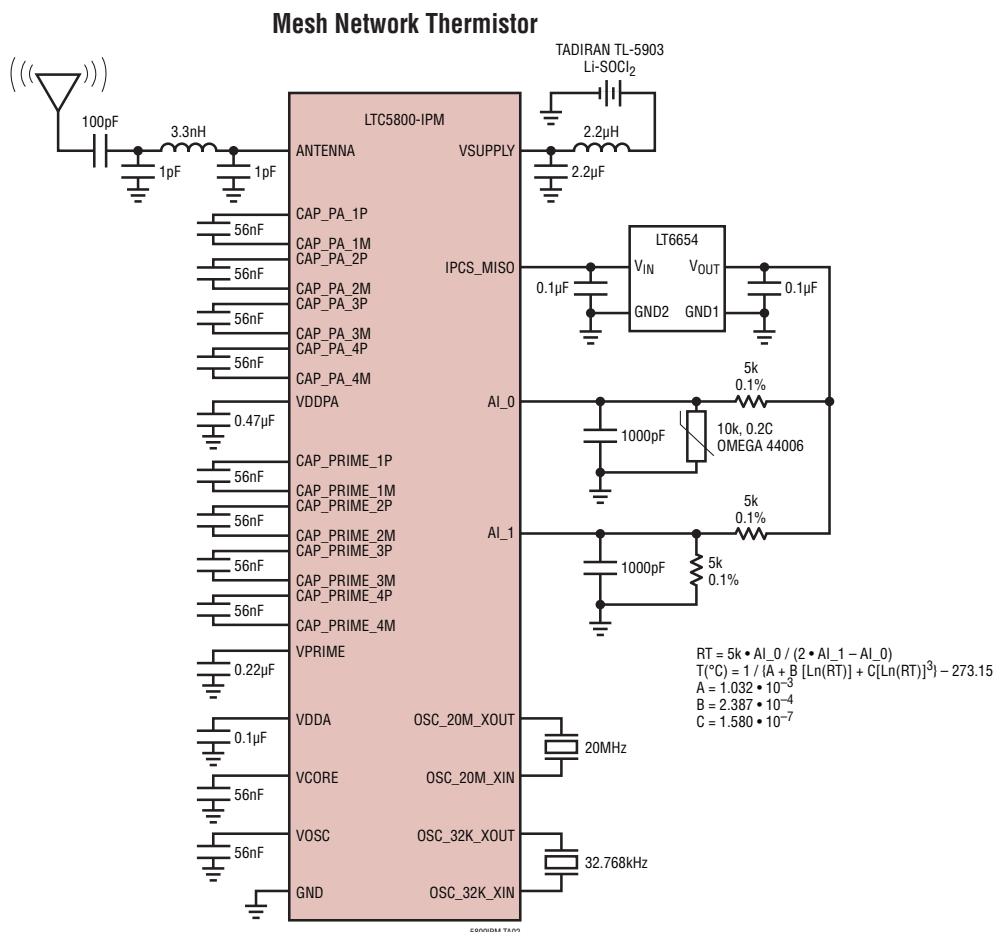 Mesh Network Thermistor
TADIRAN TL-5903
Li-SOCl2
100pF
3.3nH
1pF
1pF
LTC5800-IPM
ANTENNA
VSUPPLY
2.2µH
2.2µF
CAP_PA_1P
56nF
CAP_PA_1M
CAP_PA_2P
56nF
CAP_PA_2M
CAP_PA_3P
56nF
CAP_PA_3M
CAP_PA_4P
56nF
CAP_PA_4M
VDDPA
0.47µF
CAP_PRIME_1P
56nF
CAP_PRIME_1M
CAP_PRIME_2P
56nF
CAP_PRIME_2M
CAP_PRIME_3P
56nF
CAP_PRIME_3M
CAP_PRIME_4P
56nF
CAP_PRIME_4M
VPRIME
0.22µF
VDDA
0.1µF
VCORE
56nF
VOSC
56nF
GND
IPCS_MISO
0.1µF
LT6654
VIN
VOUT
GND2
GND1
0.1µF
AI_0
1000pF
5k
0.1%
10k, 0.2C
OMEGA 44006
AI_1
1000pF
5k
0.1%
5k
0.1%
RT = 5k • AI_0 / (2 • AI_1 – AI_0)
T(°C) = 1 / {A + B [Ln(RT)] + C[Ln(RT)]³} – 273.15
A = 1.032 • 10⁻³
B = 2.387 • 10⁻⁴
C = 1.580 • 10⁻⁷
OSC_20M_XOUT
20MHz
OSC_20M_XIN
OSC_32K_XOUT
32.768kHz
OSC_32K_XIN
5800IPM TA02